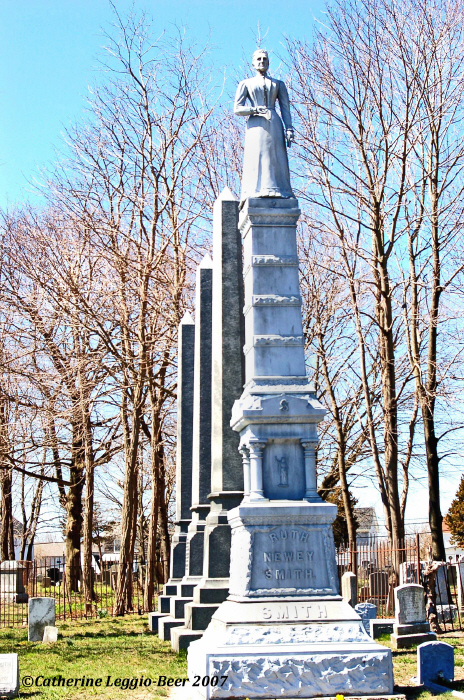 RUTH
NEWEY
SMITH.
SMITH
©Catherine Leggio-Beer 2007